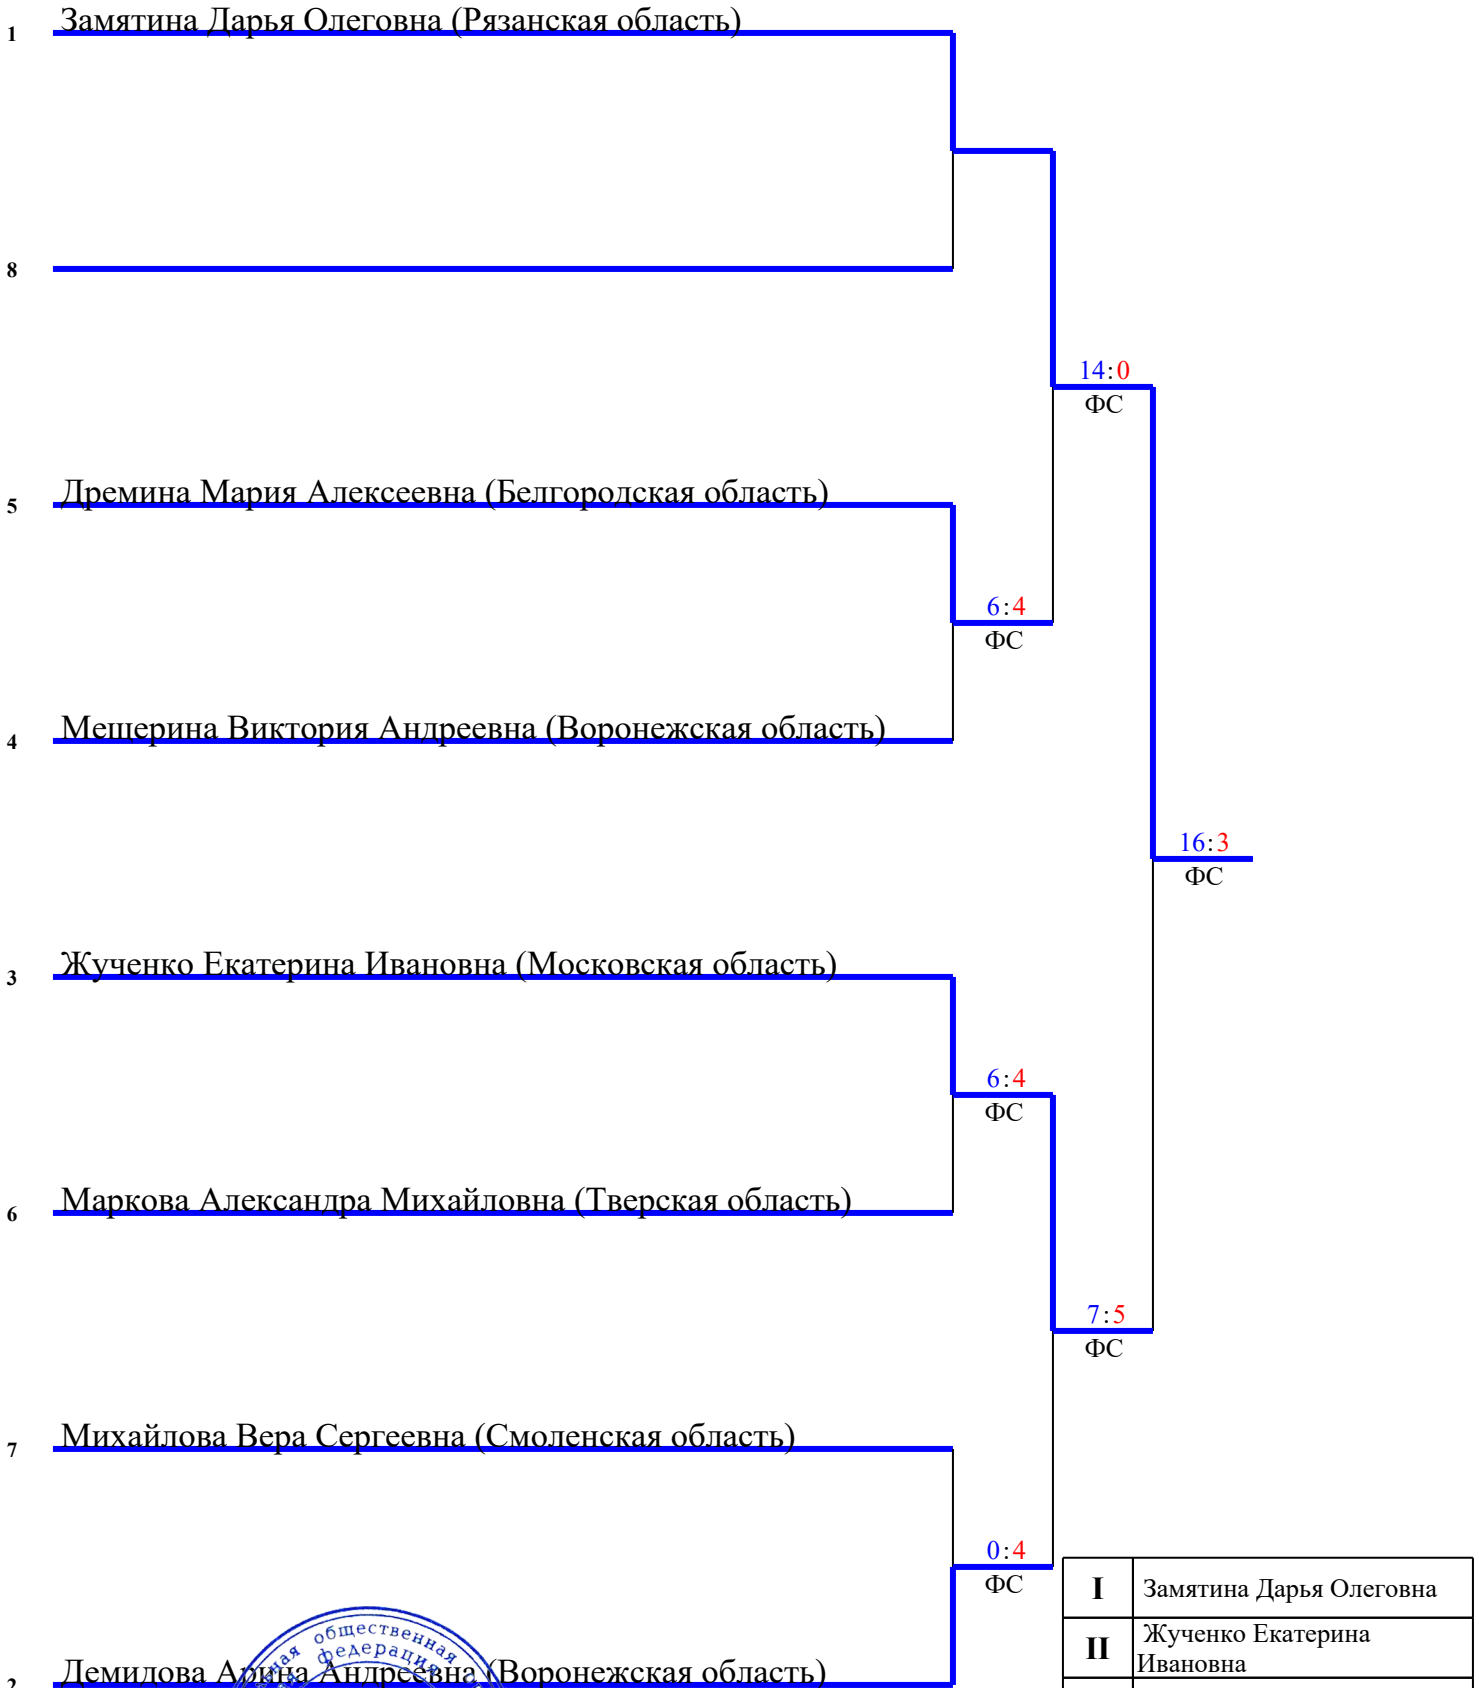 1 Замятина Дарья Олеговна (Рязанская область)
8
14:0
ФС
5 Дремина Мария Алексеевна (Белгородская область)
6:4
ФС
4 Мещерина Виктория Андреевна (Воронежская область)
16:3
ФС
3 Жученко Екатерина Ивановна (Московская область)
6:4
ФС
6 Маркова Александра Михайловна (Тверская область)
7:5
ФС
7 Михайлова Вера Сергеевна (Смоленская область)
0:4
ФС
I Замятина Дарья Олеговна
II Жученко Екатерина
Ивановна
общественная
федерация
2 Демидова Арина Андреевна (Воронежская область)